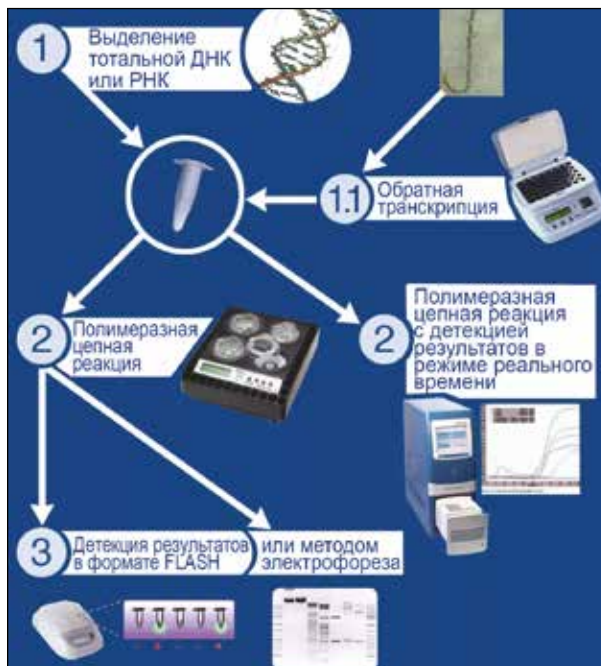 1
Выделение
тотальной ДНК
или РНК
1.1
Обратная
транскрипция
2
Полимеразная
цепная
реакция
2
Полимеразная
цепная реакция
с детекцией
результатов в
режиме реального
времени
3
Детекция результатов
в формате FLASH
или методом
электрофореза